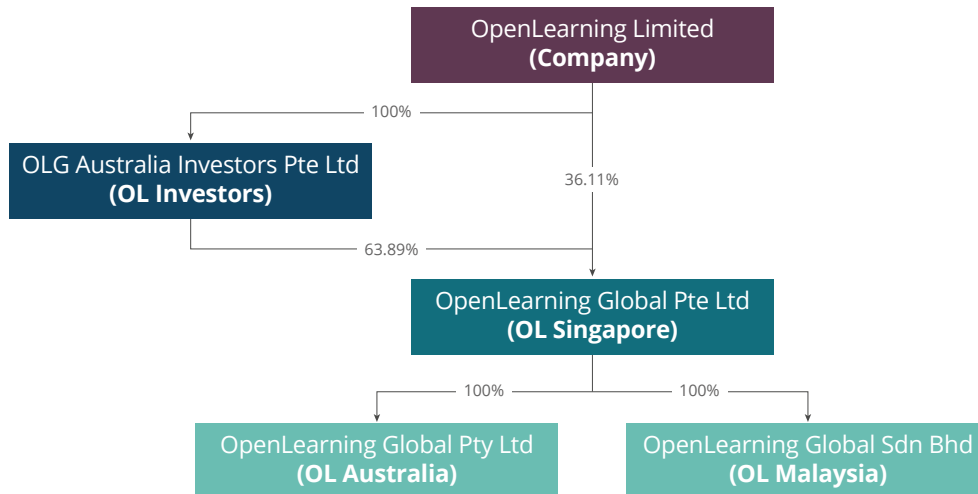 OpenLearning Limited
(Company)
100%
OLG Australia Investors Pte Ltd
(OL Investors)
36.11%
63.89%
OpenLearning Global Pte Ltd
(OL Singapore)
100%
100%
OpenLearning Global Pty Ltd
(OL Australia)
OpenLearning Global Sdn Bhd
(OL Malaysia)